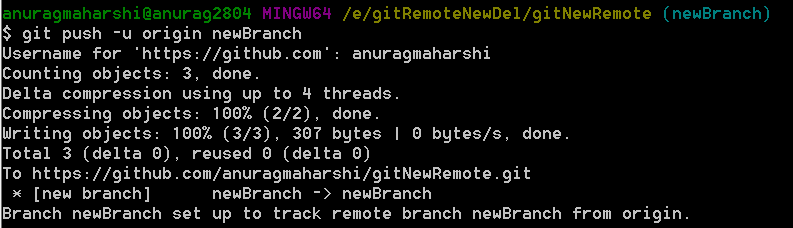 anuragmaharshi@anurag2804 MINGW64 /e/gitRemoteNewDel/gitNewRemote (newBranch)
$ git push -u origin newBranch
Username for 'https://github.com': anuragmaharshi
Counting objects: 3, done.
Delta compression using up to 4 threads.
Compressing objects: 100% (2/2), done.
Writing objects: 100% (3/3), 307 bytes | 0 bytes/s, done.
Total 3 (delta 0), reused 0 (delta 0)
To https://github.com/anuragmaharshi/gitNewRemote.git
 * [new branch]      newBranch -> newBranch
Branch newBranch set up to track remote branch newBranch from origin.